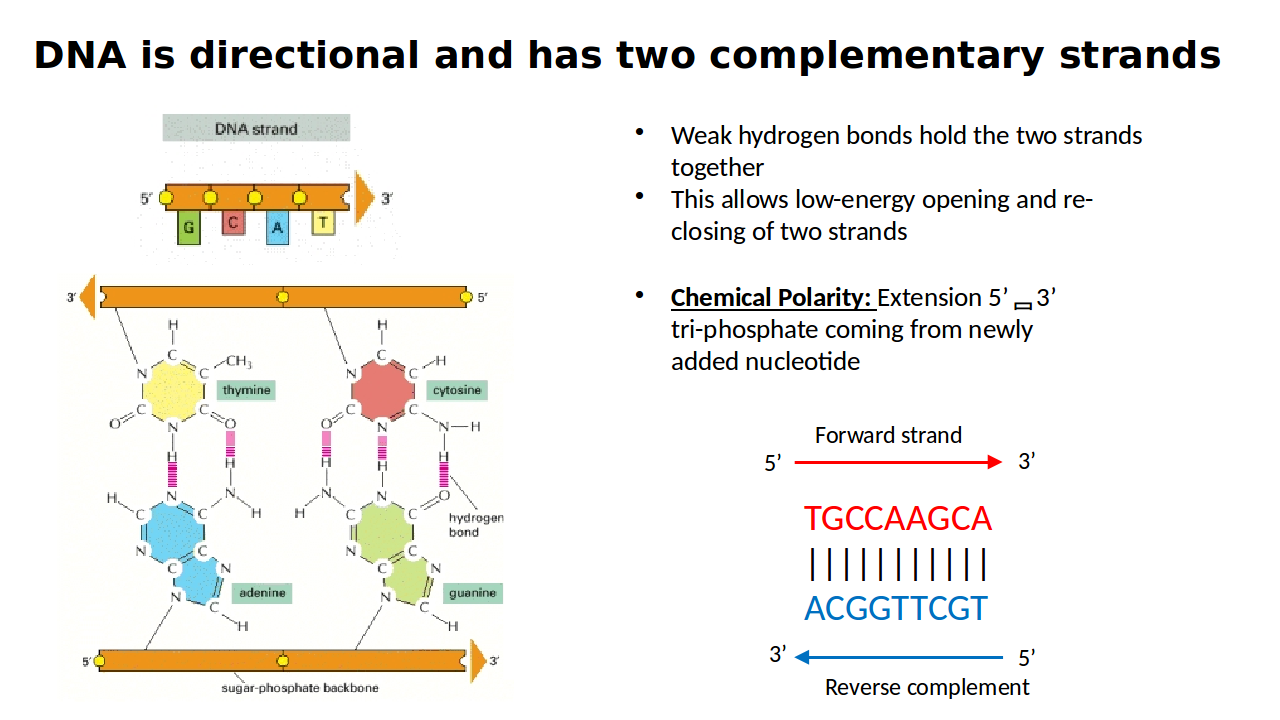 DNA is directional and has two complementary strands
DNA strand
5′ 3′
G C A T
3′ 5′
H H
C CH3 C H
N C N C
thymine cytosine
O C C O O C C
N N N—H
H H H H H
H N N N N O
C C H H C C
hydrogen
bond
N C N C
C N C N
adenine guanine
N C N C
H H
5′ 3′
sugar-phosphate backbone
• Weak hydrogen bonds hold the two strands
together
• This allows low-energy opening and re-
closing of two strands
• Chemical Polarity: Extension 5’ 3’
tri-phosphate coming from newly
added nucleotide
Forward strand
5’ 3’
TGCCAAGCA
|||||||||||
ACGGTTCGT
3’ 5’
Reverse complement